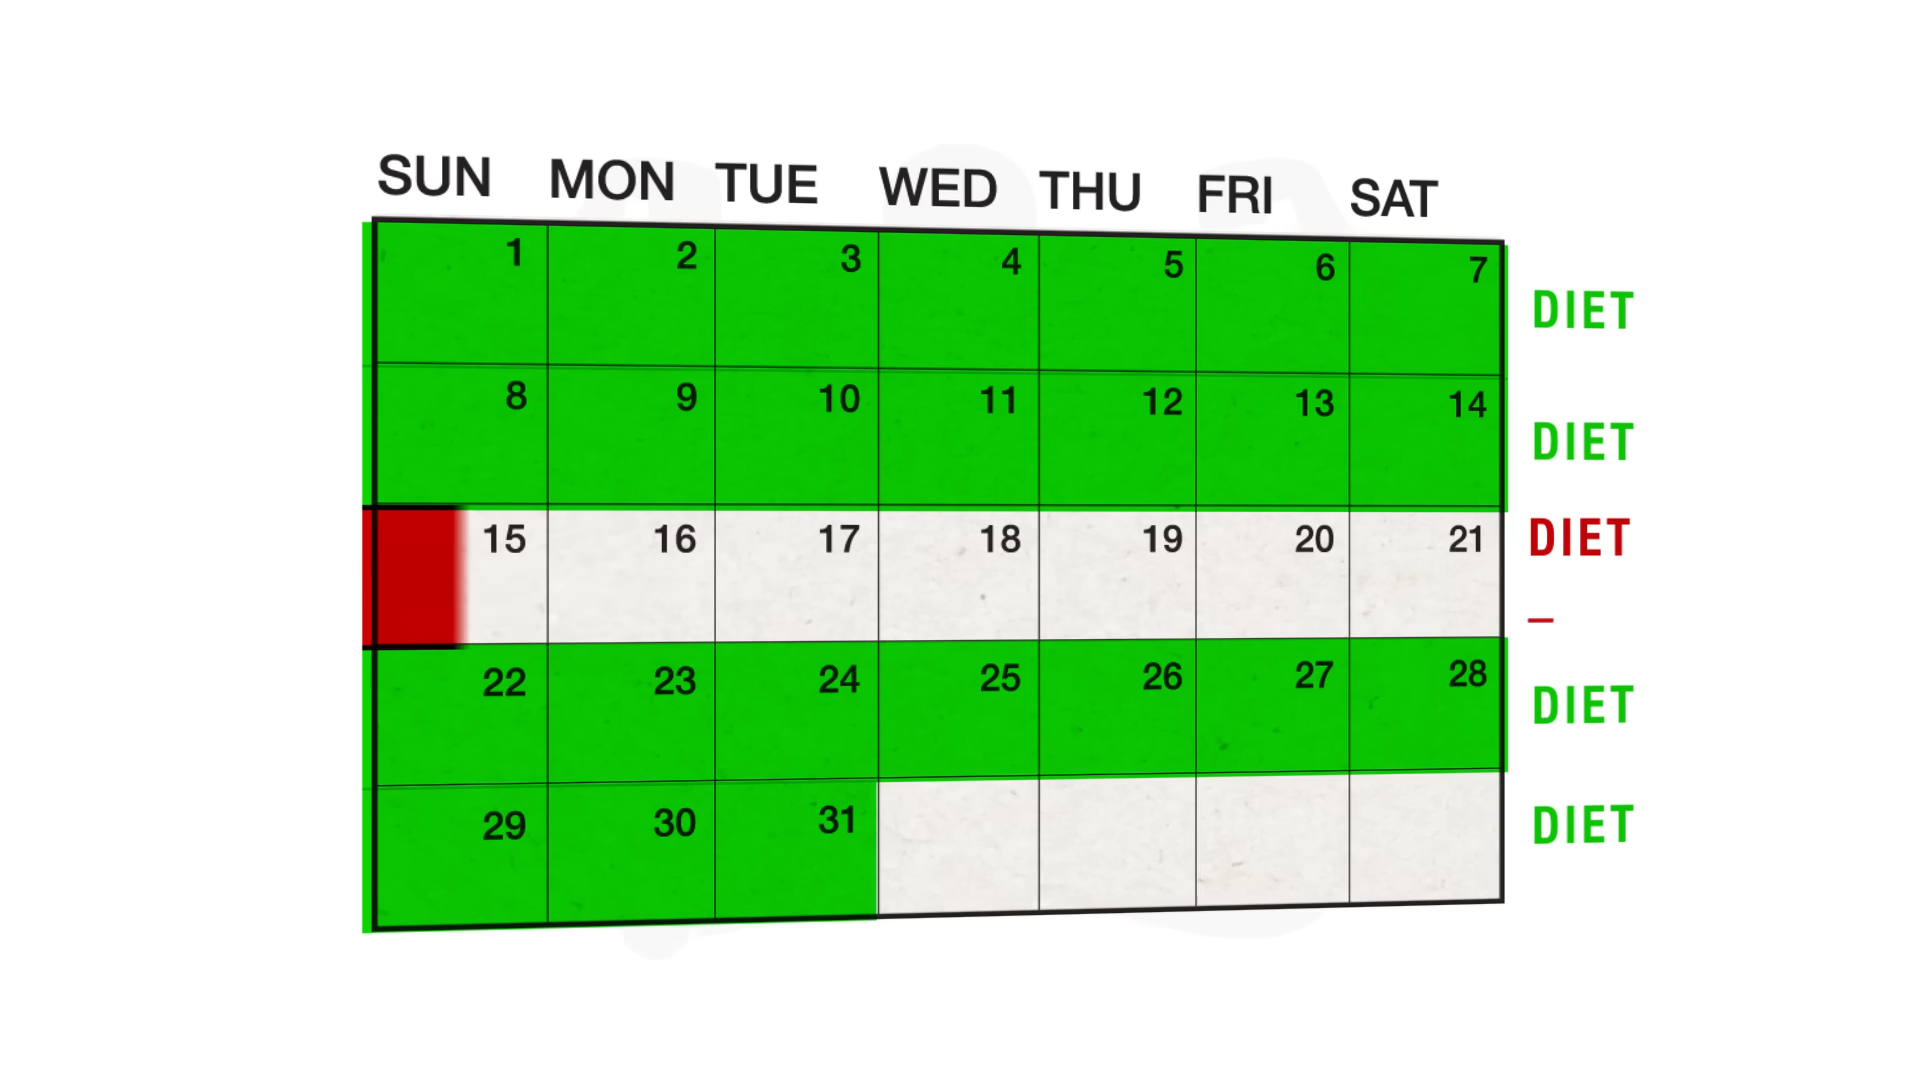 SUN MON TUE WED THU FRI SAT
1 2 3 4 5 6 7 DIET
8 9 10 11 12 13 14 DIET
15 16 17 18 19 20 21 DIET
–
22 23 24 25 26 27 28 DIET
29 30 31 DIET